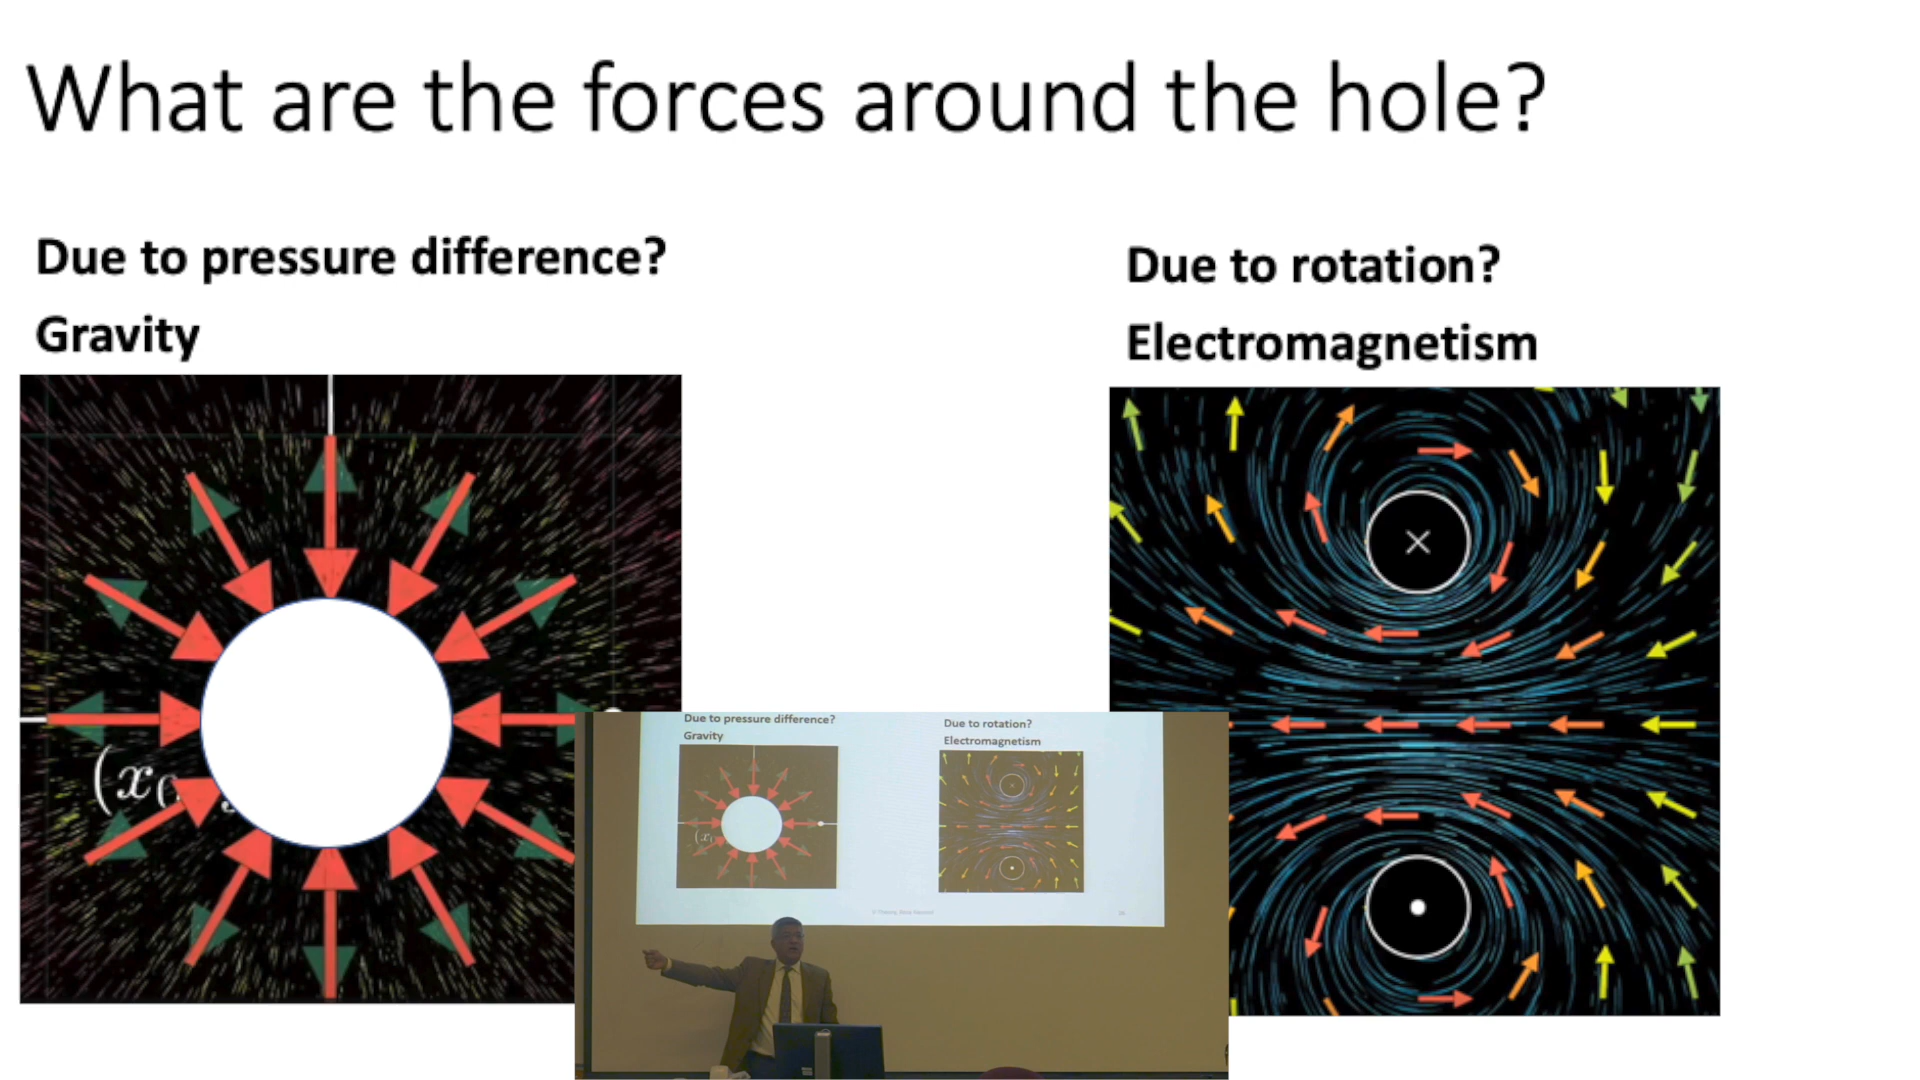 What are the forces around the hole?
Due to pressure difference?
Gravity
Due to rotation?
Electromagnetism
(x
Due to pressure difference?
Gravity
Due to rotation?
Electromagnetism
(x